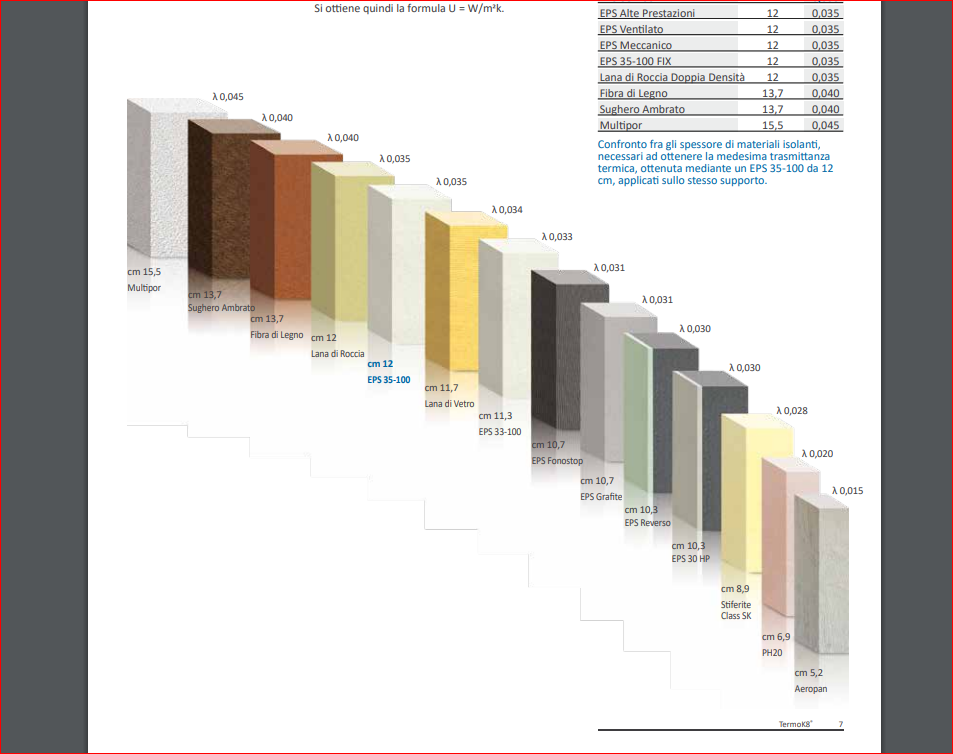 Si ottiene quindi la formula U = W/m²k.
EPS Alte Prestazioni 12 0,035
EPS Ventilato 12 0,035
EPS Meccanico 12 0,035
EPS 35-100 FIX 12 0,035
Lana di Roccia Doppia Densità 12 0,035
Fibra di Legno 13,7 0,040
Sughero Ambrato 13,7 0,040
Multipor 15,5 0,045
Confronto fra gli spessore di materiali isolanti,
necessari ad ottenere la medesima trasmittanza
termica, ottenuta mediante un EPS 35-100 da 12
cm, applicati sullo stesso supporto.
λ 0,045
λ 0,040
λ 0,040
λ 0,035
λ 0,035
λ 0,034
λ 0,033
λ 0,031
λ 0,031
λ 0,030
λ 0,030
λ 0,028
λ 0,020
λ 0,015
cm 15,5
Multipor
cm 13,7
Sughero Ambrato
cm 13,7
Fibra di Legno
cm 12
Lana di Roccia
cm 12
EPS 35-100
cm 11,7
Lana di Vetro
cm 11,3
EPS 33-100
cm 10,7
EPS Fonostop
cm 10,7
EPS Grafite
cm 10,3
EPS Reverso
cm 10,3
EPS 30 HP
cm 8,9
Stiferite
Class SK
cm 6,9
PH20
cm 5,2
Aeropan
TermoK8® 7